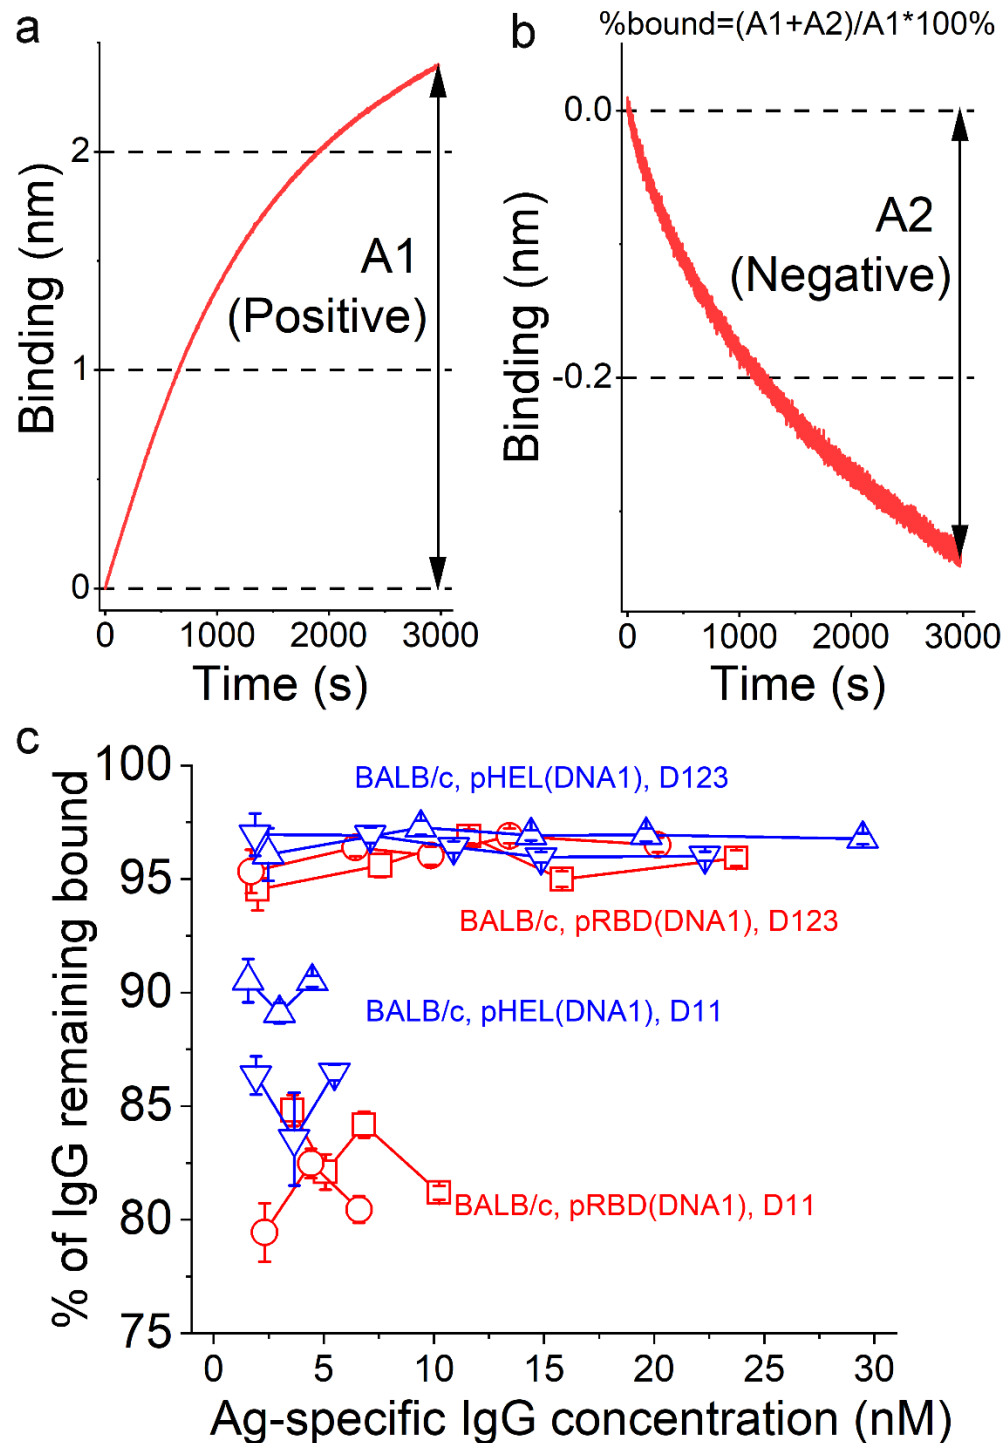 a
Binding (nm)
2
1
0
A1
(Positive)
0
1000
2000
3000
Time (s)
b
%bound=(A1+A2)/A1*100%
Binding (nm)
0.0
-0.2
A2
(Negative)
0
1000
2000
3000
Time (s)
c
% of IgG remaining bound
100
95
90
85
80
75
BALB/c, pHEL(DNA1), D123
BALB/c, pRBD(DNA1), D123
BALB/c, pHEL(DNA1), D11
BALB/c, pRBD(DNA1), D11
0
5
10
15
20
25
30
Ag-specific IgG concentration (nM)